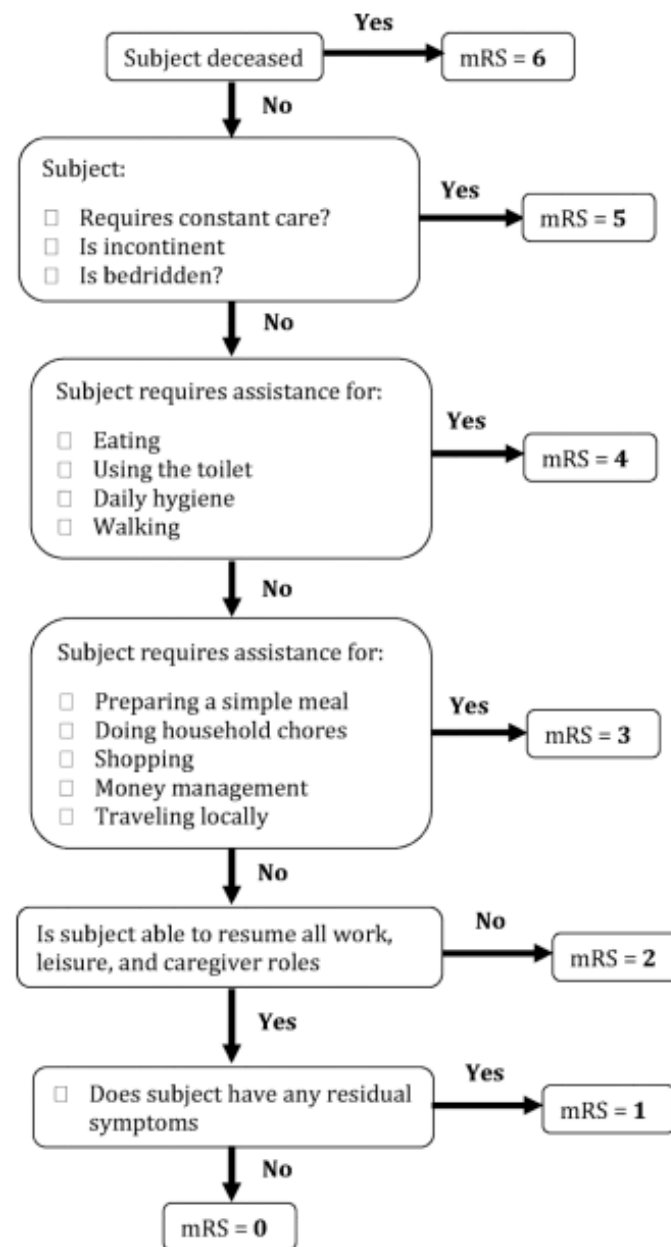 Subject deceased
Yes
mRS = 6
No
Subject:
Requires constant care?
Is incontinent
Is bedridden?
Yes
mRS = 5
No
Subject requires assistance for:
Eating
Using the toilet
Daily hygiene
Walking
Yes
mRS = 4
No
Subject requires assistance for:
Preparing a simple meal
Doing household chores
Shopping
Money management
Traveling locally
Yes
mRS = 3
No
Is subject able to resume all work,
leisure, and caregiver roles
No
mRS = 2
Yes
Does subject have any residual
symptoms
Yes
mRS = 1
No
mRS = 0